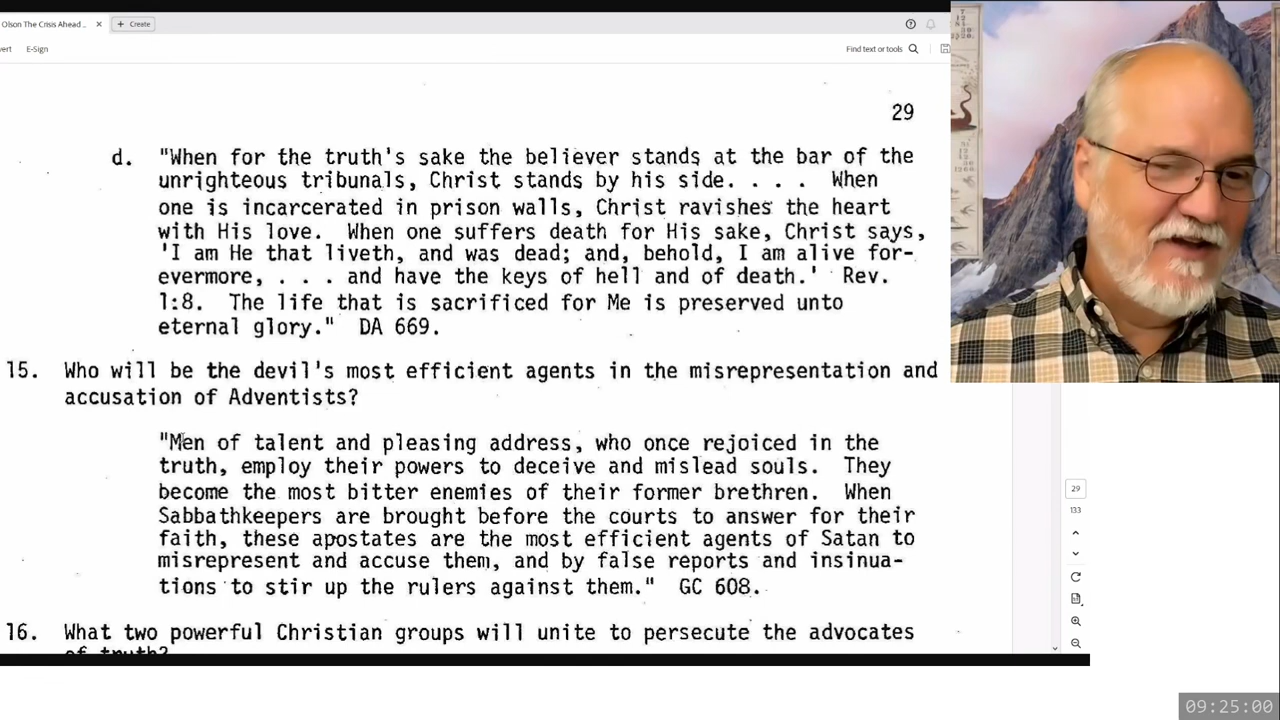 Olson The Crisis Ahead ..
Create
vert
E-Sign
Find text or tools
29
d. "When for the truth's sake the believer stands at the bar of the
unrighteous tribunals, Christ stands by his side. . . . When
one is incarcerated in prison walls, Christ ravishes the heart
with His love. When one suffers death for His sake, Christ says,
'I am He that liveth, and was dead; and, behold, I am alive for-
evermore, . . . and have the keys of hell and of death.' Rev.
1:8. The life that is sacrificed for Me is preserved unto
eternal glory." DA 669.
15. Who will be the devil's most efficient agents in the misrepresentation and
accusation of Adventists?
"Men of talent and pleasing address, who once rejoiced in the
truth, employ their powers to deceive and mislead souls. They
become the most bitter enemies of their former brethren. When
Sabbathkeepers are brought before the courts to answer for their
faith, these apostates are the most efficient agents of Satan to
misrepresent and accuse them, and by false reports and insinua-
tions to stir up the rulers against them." GC 608.
16. What two powerful Christian groups will unite to persecute the advocates
of truth?
29
133
09:25:00